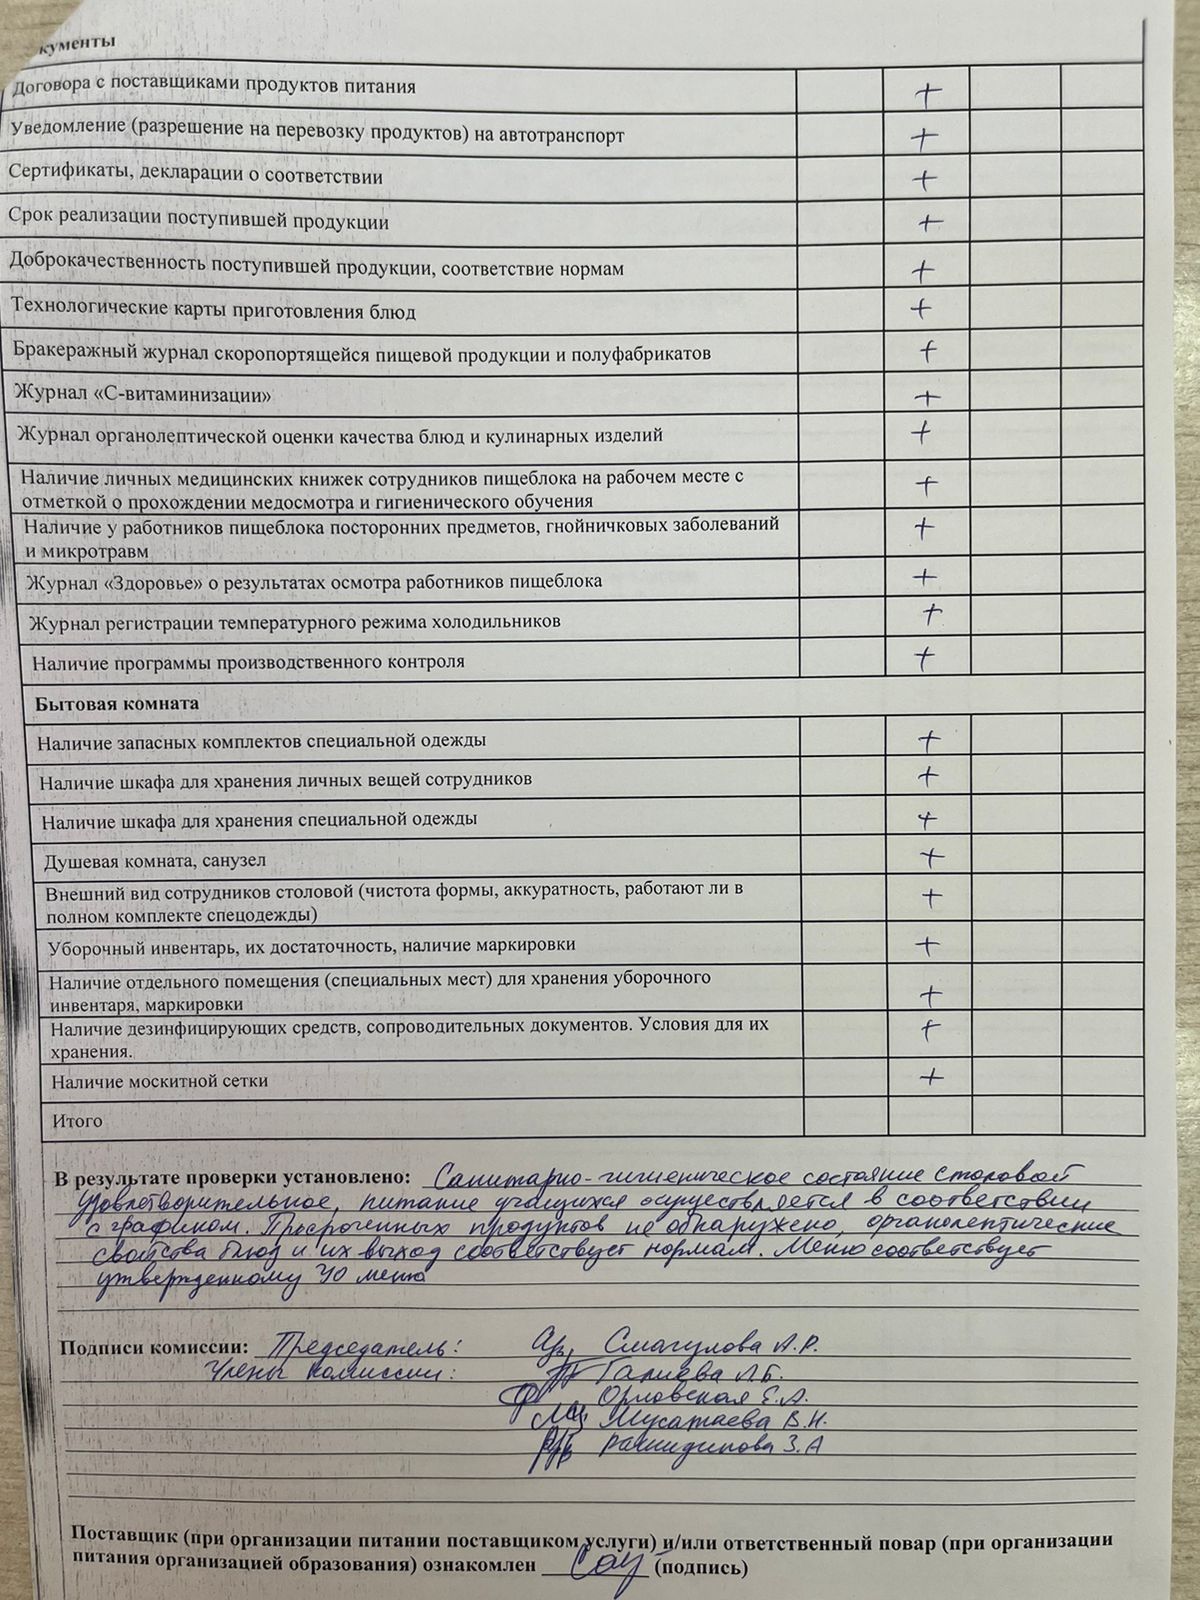 кументы
Договора с поставщиками продуктов питания +
Уведомление (разрешение на перевозку продуктов) на автотранспорт +
Сертификаты, декларации о соответствии +
Срок реализации поступившей продукции +
Доброкачественность поступившей продукции, соответствие нормам +
Технологические карты приготовления блюд +
Бракеражный журнал скоропортящейся пищевой продукции и полуфабрикатов +
Журнал «С-витаминизации» +
Журнал органолептической оценки качества блюд и кулинарных изделий +
Наличие личных медицинских книжек сотрудников пищеблока на рабочем месте с
отметкой о прохождении медосмотра и гигиенического обучения +
Наличие у работников пищеблока посторонних предметов, гнойничковых заболеваний
и микротравм +
Журнал «Здоровье» о результатах осмотра работников пищеблока +
Журнал регистрации температурного режима холодильников +
Наличие программы производственного контроля +
Бытовая комната
Наличие запасных комплектов специальной одежды +
Наличие шкафа для хранения личных вещей сотрудников +
Наличие шкафа для хранения специальной одежды +
Душевая комната, санузел +
Внешний вид сотрудников столовой (чистота формы, аккуратность, работают ли в
полном комплекте спецодежды) +
Уборочный инвентарь, их достаточность, наличие маркировки +
Наличие отдельного помещения (специальных мест) для хранения уборочного
инвентаря, маркировки +
Наличие дезинфицирующих средств, сопроводительных документов. Условия для их
хранения. +
Наличие москитной сетки +
Итого
В результате проверки установлено: Санитарно-гигиеническое состояние столовой
удовлетворительное, питание учащихся осуществляется в соответствии
с графиком. Просроченных продуктов не обнаружено, органолептические
свойства блюд и их выход соответствует нормам. Меню соответствует
утвержденному УО меню
Подписи комиссии: Председатель: Смагулова А.Р.
Члены комиссии: Галиева Л.Б.
Орловская Е.А.
Мусатаева В.Н.
З.А
Поставщик (при организации питании поставщиком услуги) и/или ответственный повар (при организации
питания организацией образования) ознакомлен (подпись)